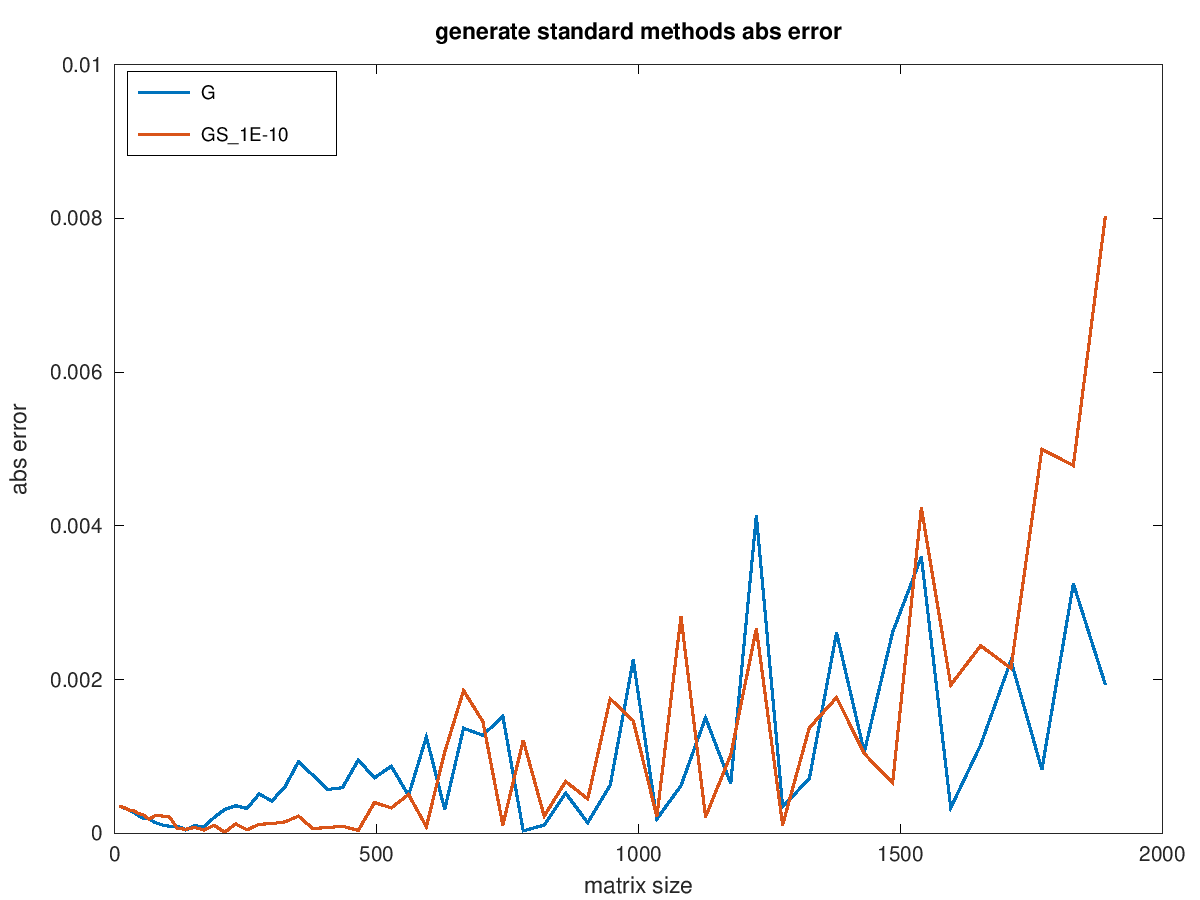 generate standard methods abs error
G
GS_1E-10
0.01
0.008
0.006
0.004
0.002
0
abs error
0
500
1000
1500
2000
matrix size